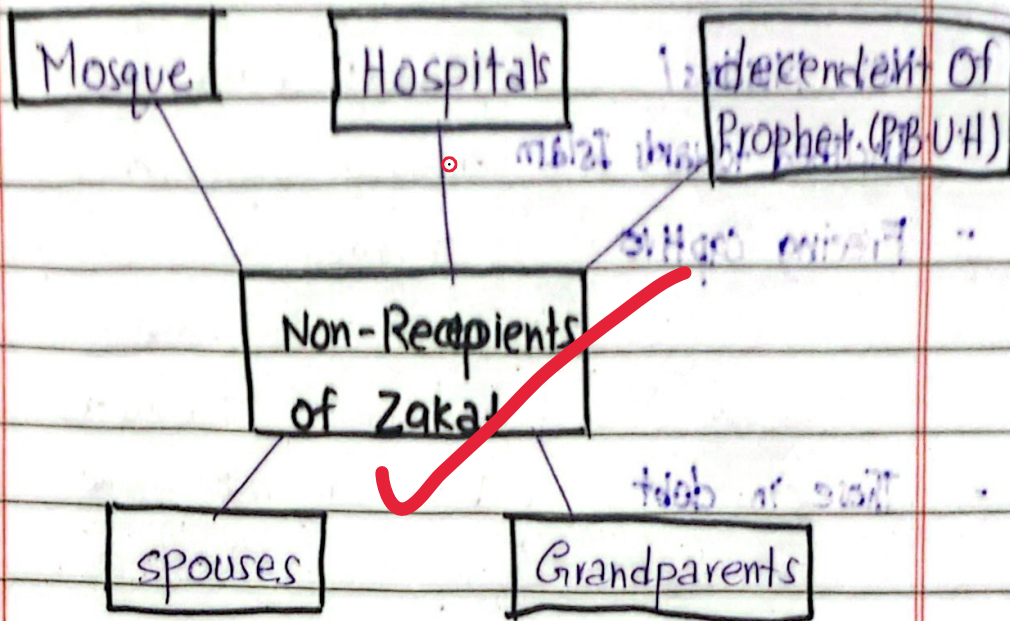 Mosque
Hospitals
decendent Of
Prophet.(P.B.U.H)
Non-Recipients
of Zakat
spouses
Grandparents